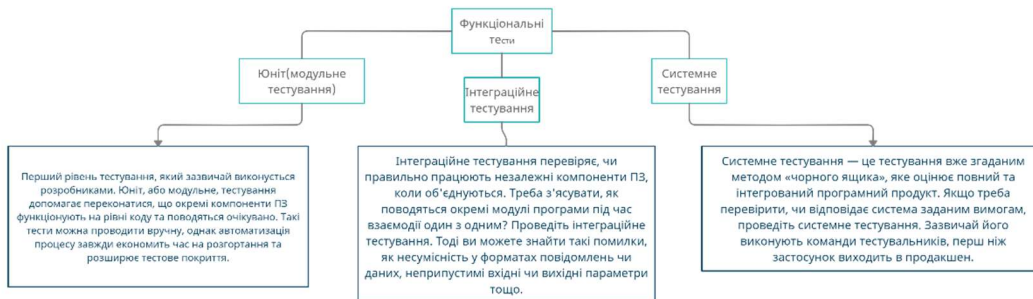 Функціональні
тести
Юніт(модульне
тестування)
Інтеграційне
тестування
Системне
тестування
Перший рівень тестування, який зазвичай виконується
розробниками. Юніт, або модульне, тестування
допомагає переконатися, що окремі компоненти ПЗ
функціонують на рівні коду та поводяться очікувано. Такі
тести можна проводити вручну, однак автоматизація
процесу завжди економить час на розгортання та
розширює тестове покриття.
Інтеграційне тестування перевіряє, чи
правильно працюють незалежні компоненти ПЗ,
коли об'єднуються. Треба з'ясувати, як
поводяться окремі модулі програми під час
взаємодії один з одним? Проведіть інтеграційне
тестування. Тоді ви можете знайти такі помилки,
як несумісність у форматах повідомлень чи
даних, неприпустимі вхідні чи вихідні параметри
тощо.
Системне тестування — це тестування вже згаданим
методом «чорного ящика», яке оцінює повний та
інтегрований програмний продукт. Якщо треба
перевірити, чи відповідає система заданим вимогам,
проведіть системне тестування. Зазвичай його
виконують команди тестувальників, перш ніж
застосунок виходить в продакшен.